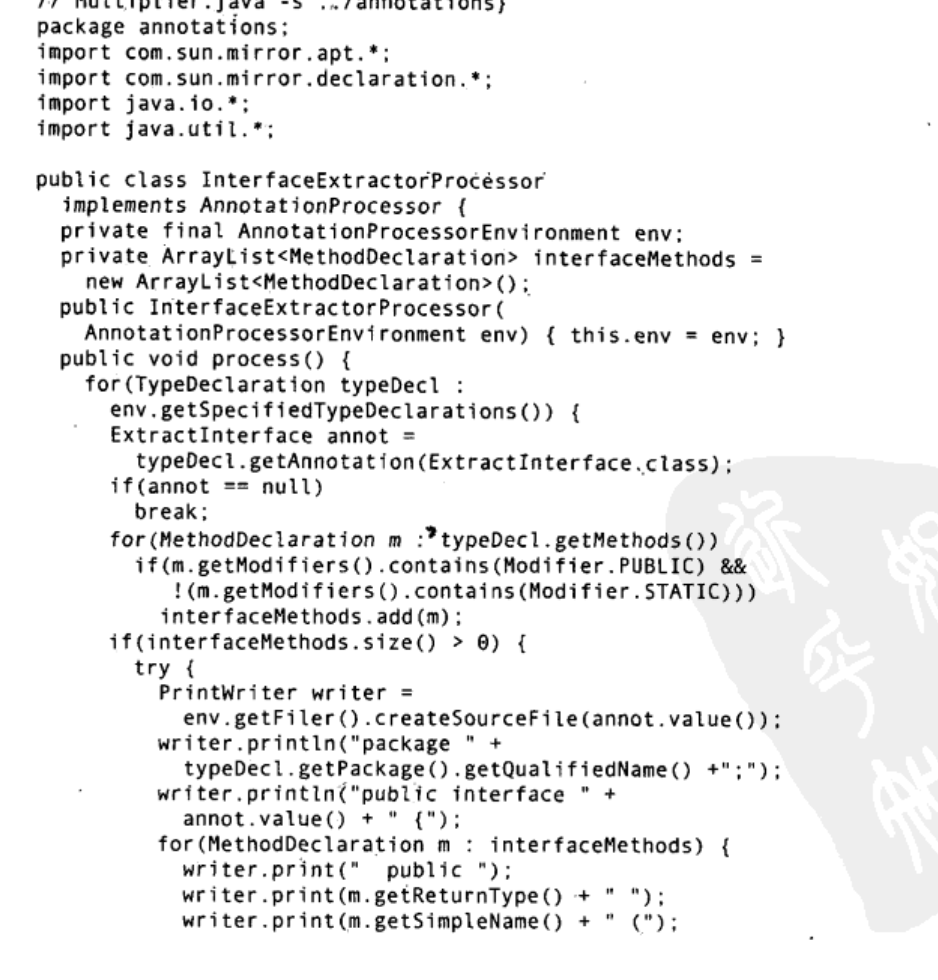 // Multiplier.java -s ../annotations}
package annotations;
import com.sun.mirror.apt.*;
import com.sun.mirror.declaration.*;
import java.io.*;
import java.util.*;

public class InterfaceExtractorProcessor
  implements AnnotationProcessor {
  private final AnnotationProcessorEnvironment env;
  private ArrayList<MethodDeclaration> interfaceMethods =
    new ArrayList<MethodDeclaration>();
  public InterfaceExtractorProcessor(
    AnnotationProcessorEnvironment env) { this.env = env; }
  public void process() {
    for(TypeDeclaration typeDecl :
      env.getSpecifiedTypeDeclarations()) {
      ExtractInterface annot =
        typeDecl.getAnnotation(ExtractInterface.class);
      if(annot == null)
        break;
      for(MethodDeclaration m : typeDecl.getMethods())
        if(m.getModifiers().contains(Modifier.PUBLIC) &&
           !(m.getModifiers().contains(Modifier.STATIC)))
          interfaceMethods.add(m);
      if(interfaceMethods.size() > 0) {
        try {
          PrintWriter writer =
            env.getFiler().createSourceFile(annot.value());
          writer.println("package " +
            typeDecl.getPackage().getQualifiedName() +";");
          writer.println("public interface " +
            annot.value() + " {");
          for(MethodDeclaration m : interfaceMethods) {
            writer.print("  public ");
            writer.print(m.getReturnType() + " ");
            writer.print(m.getSimpleName() + " (");